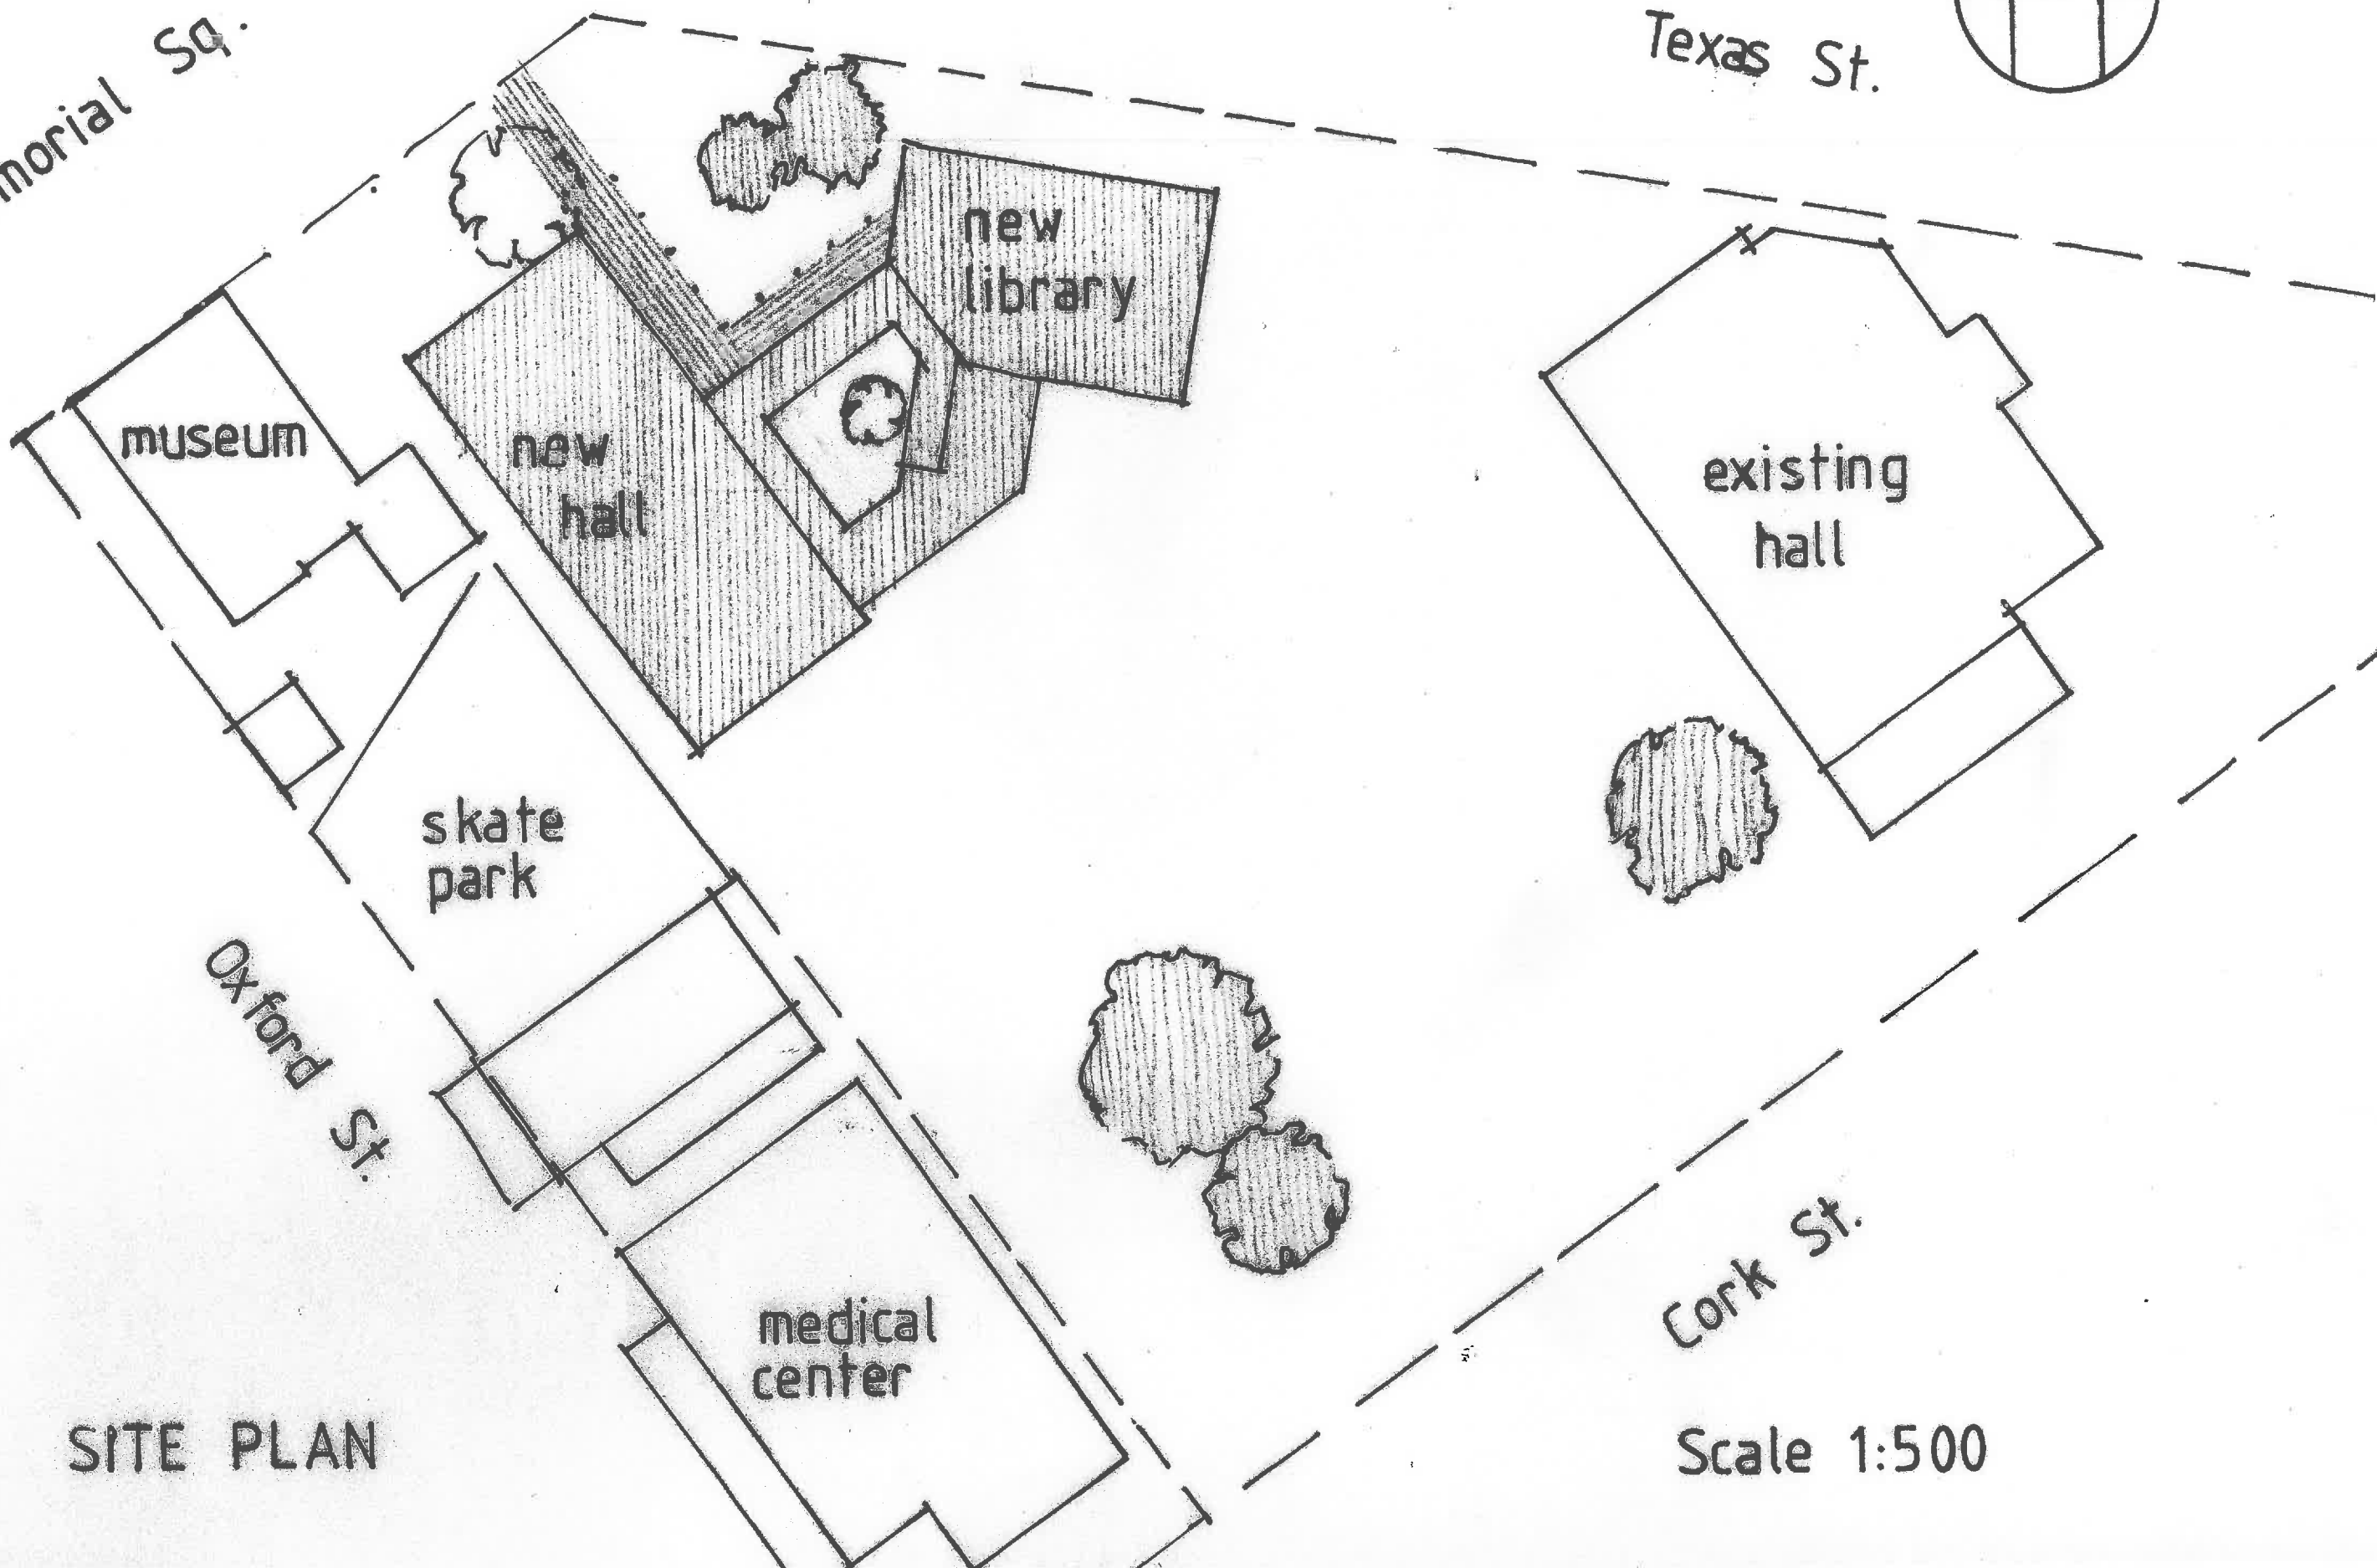 morial Sq.
Texas St.
new
library
museum
new
hall
existing
hall
skate
park
Oxford St.
medical
center
Cork St.
SITE PLAN
Scale 1:500